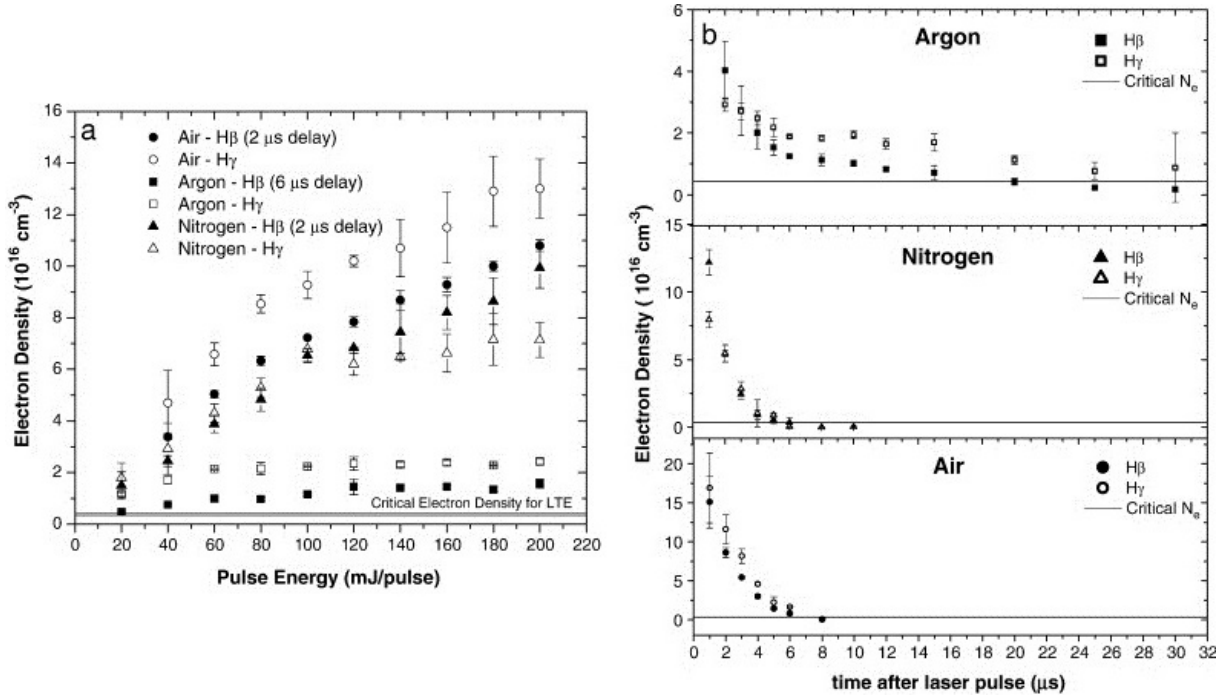 a
Air - Hβ (2 μs delay)
Air - Hγ
Argon - Hβ (6 μs delay)
Argon - Hγ
Nitrogen - Hβ (2 μs delay)
Nitrogen - Hγ
Critical Electron Density for LTE
16
14
12
10
8
6
4
2
0
Electron Density (10¹⁶ cm⁻³)
0 20 40 60 80 100 120 140 160 180 200 220
Pulse Energy (mJ/pulse)
b
Argon
Hβ
Hγ
Critical Nₑ
6
4
2
0
Nitrogen
Hβ
Hγ
Critical Nₑ
15
10
5
0
Air
Hβ
Hγ
Critical Nₑ
20
15
10
5
0
Electron Density ( 10¹⁶ cm⁻³)
0 2 4 6 8 10 12 14 16 18 20 22 24 26 28 30 32
time after laser pulse (μs)